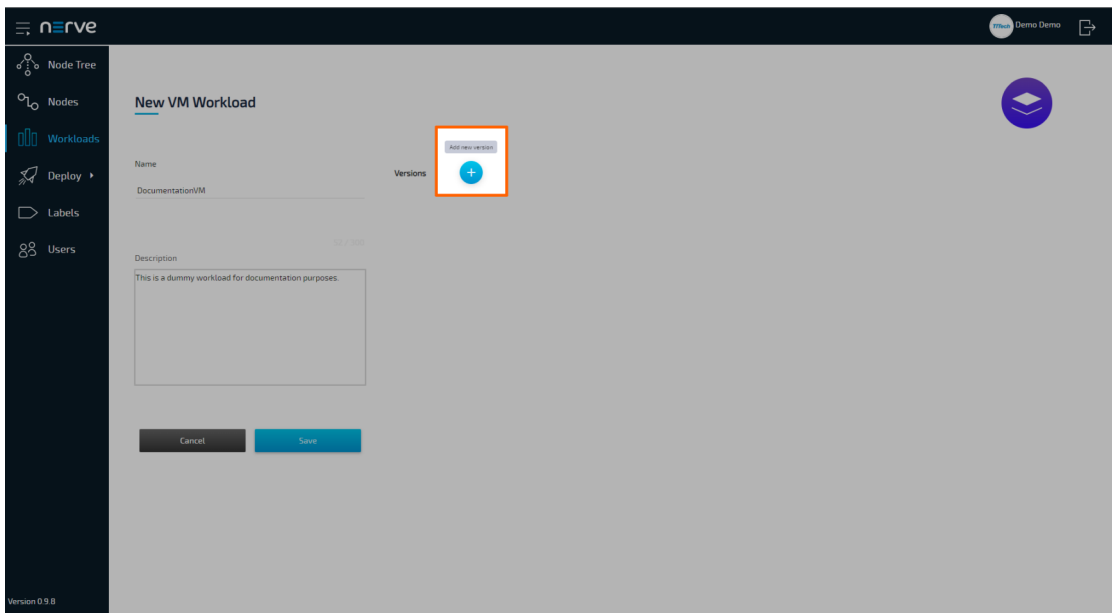 nerve
TTTech Demo Demo
Node Tree
Nodes
New VM Workload
Workloads
Add new version
Name
Versions
Deploy
DocumentationVM
Labels
Users
Description
This is a dummy workload for documentation purposes.
Cancel
Save
Version 0.9.8